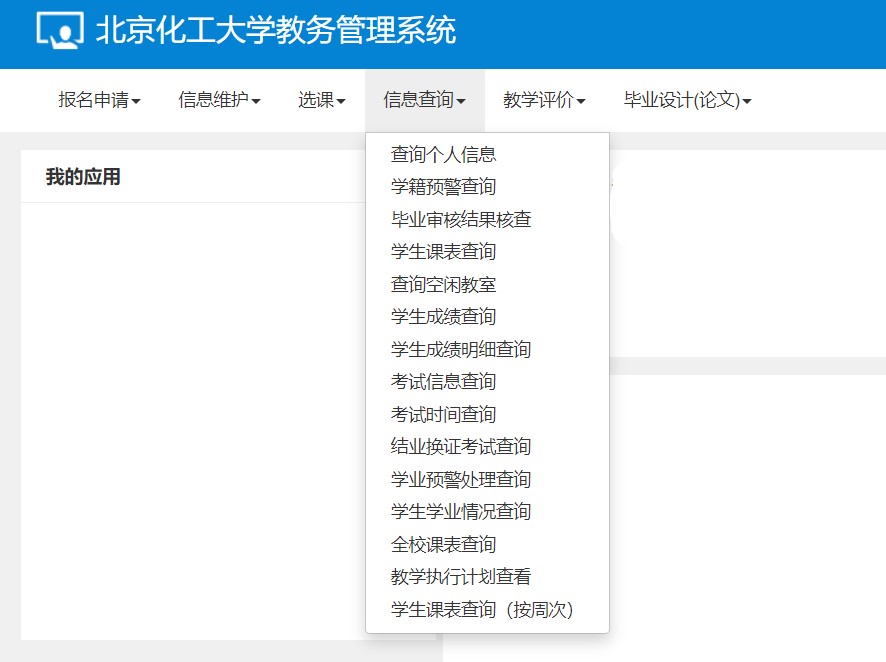 北京化工大学教务管理系统
报名申请 信息维护 选课 信息查询 教学评价 毕业设计(论文)
我的应用
查询个人信息
学籍预警查询
毕业审核结果核查
学生课表查询
查询空闲教室
学生成绩查询
学生成绩明细查询
考试信息查询
考试时间查询
结业换证考试查询
学业预警处理查询
学生学业情况查询
全校课表查询
教学执行计划查看
学生课表查询（按周次）